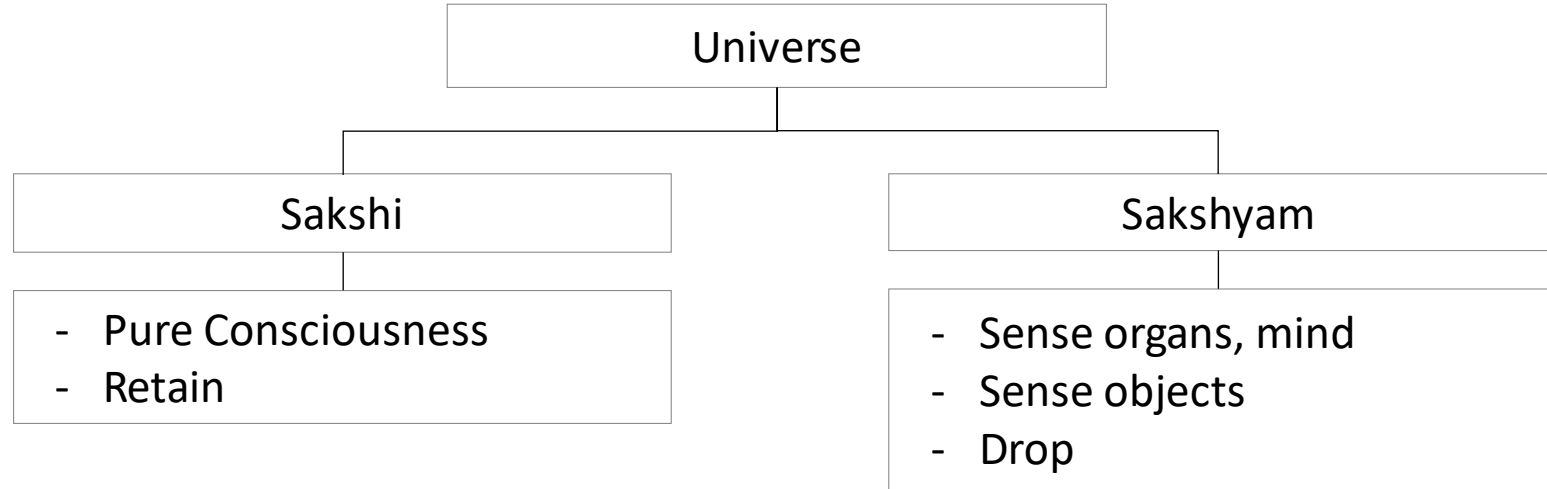 Universe
Sakshi
- Pure Consciousness
- Retain
Sakshyam
- Sense organs, mind
- Sense objects
- Drop